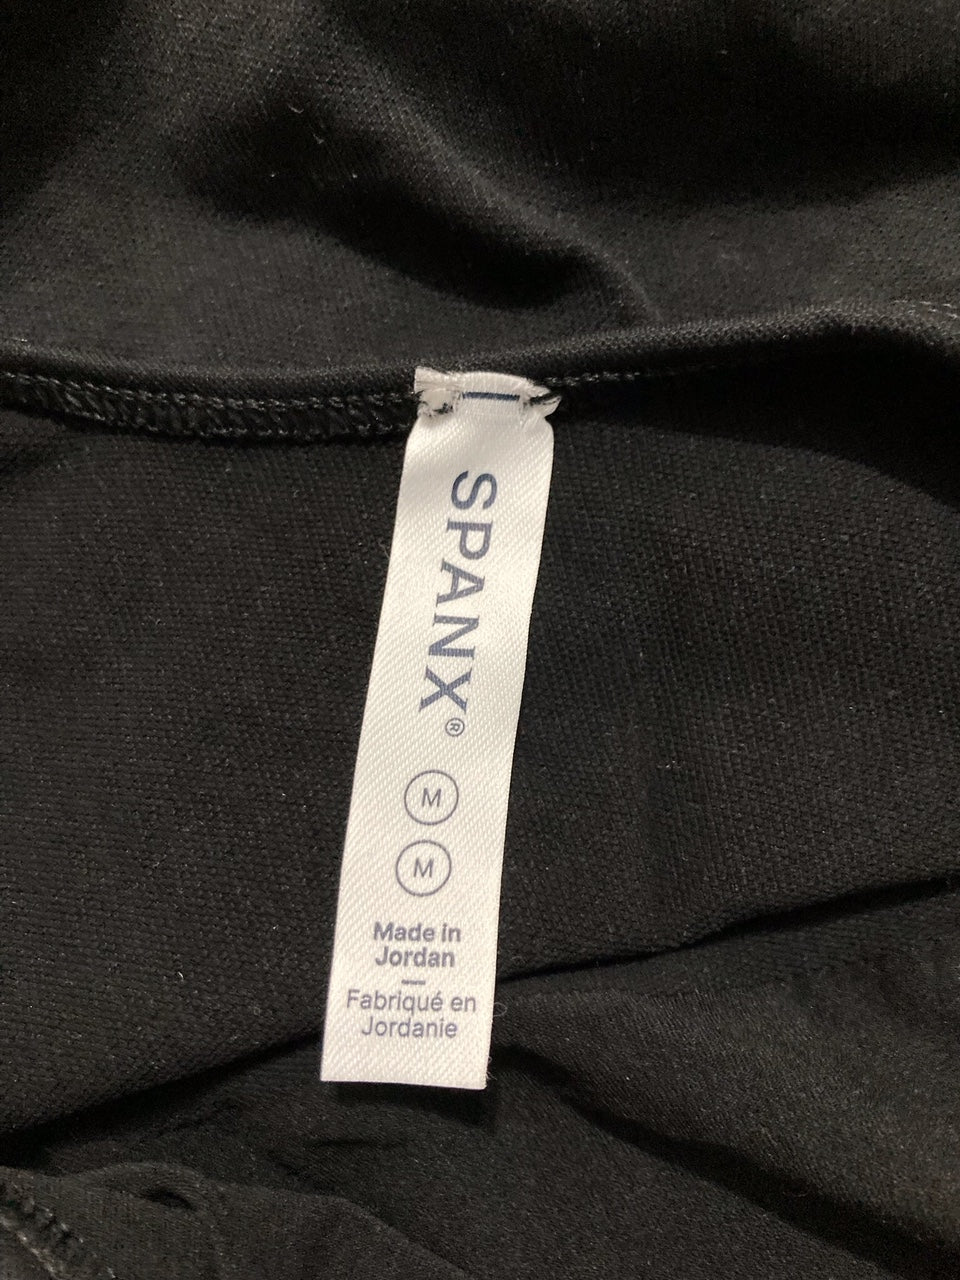 SPANX®
M
M
Made in
Jordan
—
Fabriqué en
Jordanie